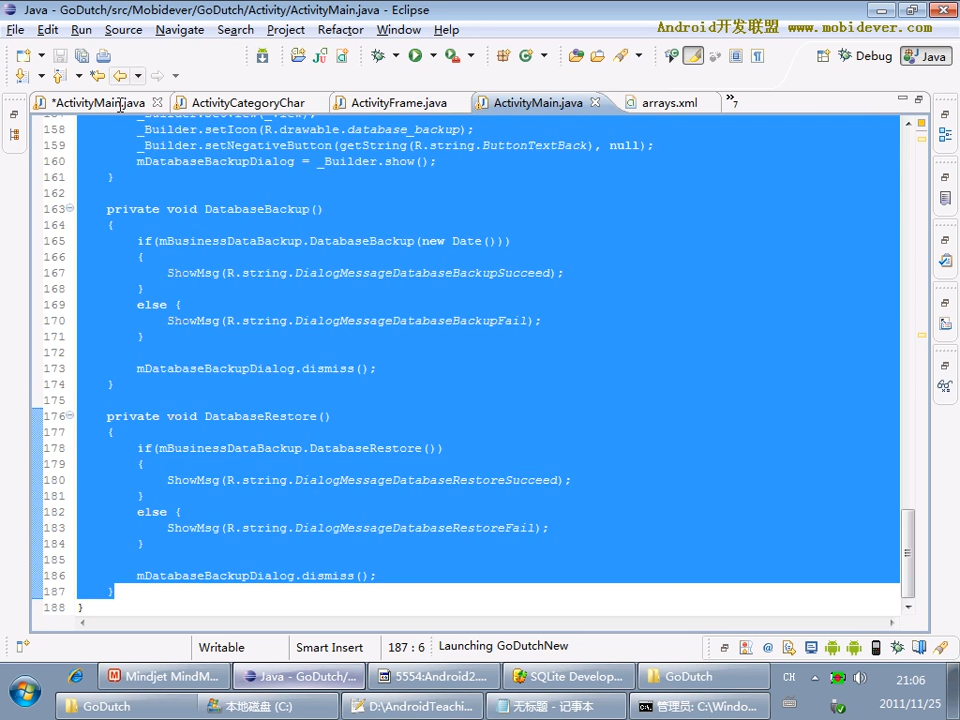 Java - GoDutch/src/Mobidever/GoDutch/Activity/ActivityMain.java - Eclipse
File Edit Run Source Navigate Search Project Refactor Window Help
Android开发联盟 www.mobidever.com
Debug Java
*ActivityMain.java ActivityCategoryChar ActivityFrame.java ActivityMain.java arrays.xml »7
158 _Builder.setIcon(R.drawable.database_backup);
159 _Builder.setNegativeButton(getString(R.string.ButtonTextBack), null);
160 mDatabaseBackupDialog = _Builder.show();
161 }
162
163 private void DatabaseBackup()
164 {
165 if(mBusinessDataBackup.DatabaseBackup(new Date()))
166 {
167 ShowMsg(R.string.DialogMessageDatabaseBackupSucceed);
168 }
169 else {
170 ShowMsg(R.string.DialogMessageDatabaseBackupFail);
171 }
172
173 mDatabaseBackupDialog.dismiss();
174 }
175
176 private void DatabaseRestore()
177 {
178 if(mBusinessDataBackup.DatabaseRestore())
179 {
180 ShowMsg(R.string.DialogMessageDatabaseRestoreSucceed);
181 }
182 else {
183 ShowMsg(R.string.DialogMessageDatabaseRestoreFail);
184 }
185
186 mDatabaseBackupDialog.dismiss();
187 }
188 }
Writable Smart Insert 187 : 6 Launching GoDutchNew
Mindjet MindM... Java - GoDutch/... 5554:Android2.... SQLite Develop... GoDutch CH
GoDutch 本地磁盘 (C:) D:\AndroidTeachi... 无标题 - 记事本 管理员: C:\Windo...
21:06
2011/11/25